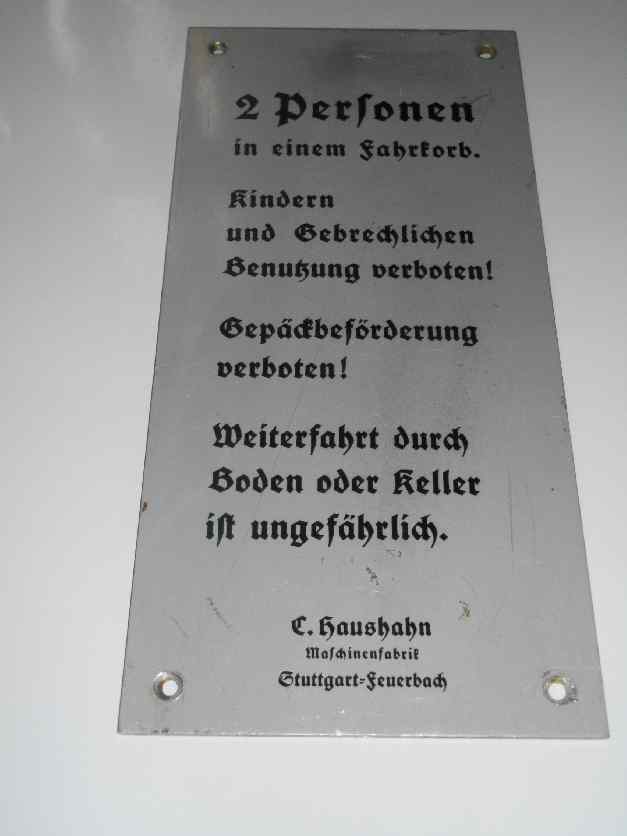 2 Personen
in einem Fahrkorb.
Kindern
und Gebrechlichen
Benutzung verboten!
Gepäckbeförderung
verboten!
Weiterfahrt durch
Boden oder Keller
ist ungefährlich.
C. Haushahn
Maschinenfabrik
Stuttgart-Feuerbach